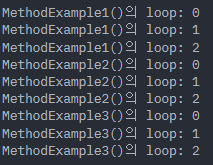 MethodExample1()의 loop: 0
MethodExample1()의 loop: 1
MethodExample1()의 loop: 2
MethodExample2()의 loop: 0
MethodExample2()의 loop: 1
MethodExample2()의 loop: 2
MethodExample3()의 loop: 0
MethodExample3()의 loop: 1
MethodExample3()의 loop: 2